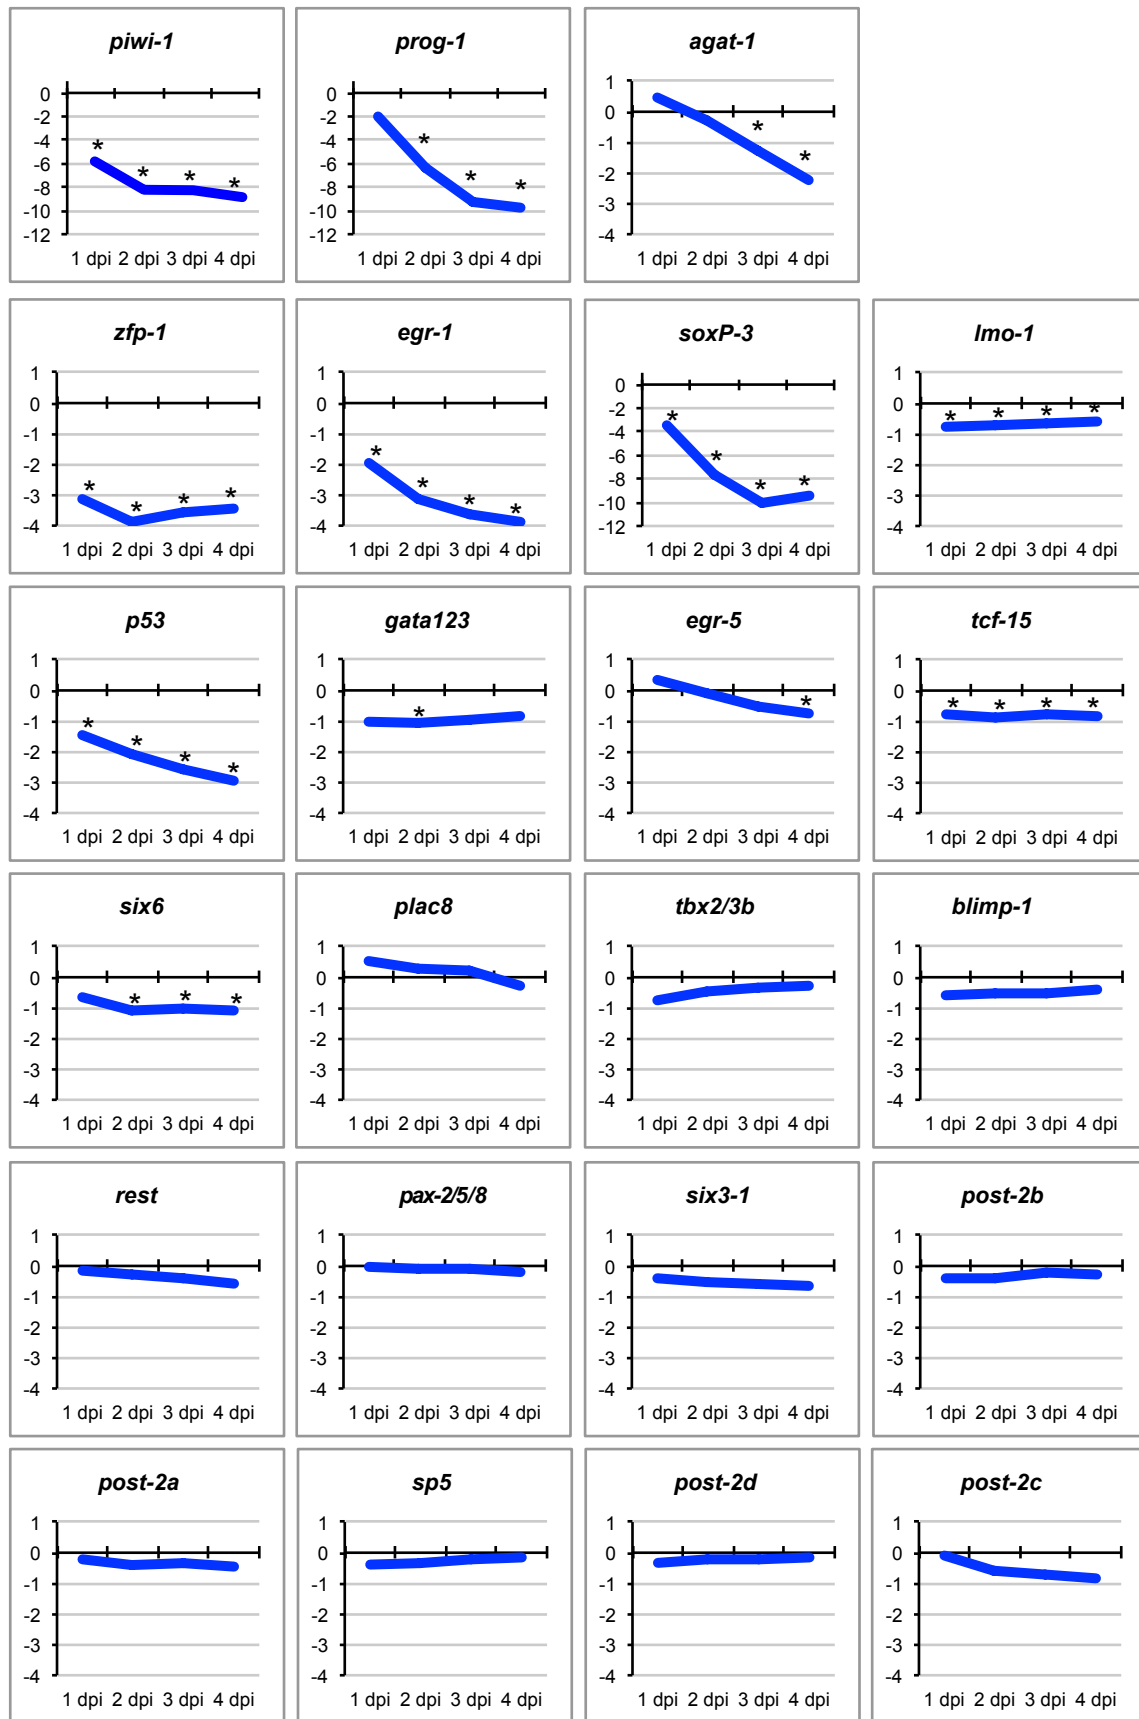 piwi-1
0
-2
-4
-6
-8
-10
-12
* * * *
1 dpi 2 dpi 3 dpi 4 dpi
prog-1
0
-2
-4
-6
-8
-10
-12
* * *
1 dpi 2 dpi 3 dpi 4 dpi
agat-1
1
0
-1
-2
-3
-4
* *
1 dpi 2 dpi 3 dpi 4 dpi
zfp-1
1
0
-1
-2
-3
-4
* * * *
1 dpi 2 dpi 3 dpi 4 dpi
egr-1
1
0
-1
-2
-3
-4
* * * *
1 dpi 2 dpi 3 dpi 4 dpi
soxP-3
0
-2
-4
-6
-8
-10
-12
* * * *
1 dpi 2 dpi 3 dpi 4 dpi
lmo-1
1
0
-1
-2
-3
-4
* * * *
1 dpi 2 dpi 3 dpi 4 dpi
p53
1
0
-1
-2
-3
-4
* * * *
1 dpi 2 dpi 3 dpi 4 dpi
gata123
1
0
-1
-2
-3
-4
*
1 dpi 2 dpi 3 dpi 4 dpi
egr-5
1
0
-1
-2
-3
-4
*
1 dpi 2 dpi 3 dpi 4 dpi
tcf-15
1
0
-1
-2
-3
-4
* * * *
1 dpi 2 dpi 3 dpi 4 dpi
six6
1
0
-1
-2
-3
-4
* * *
1 dpi 2 dpi 3 dpi 4 dpi
plac8
1
0
-1
-2
-3
-4
1 dpi 2 dpi 3 dpi 4 dpi
tbx2/3b
1
0
-1
-2
-3
-4
1 dpi 2 dpi 3 dpi 4 dpi
blimp-1
1
0
-1
-2
-3
-4
1 dpi 2 dpi 3 dpi 4 dpi
rest
1
0
-1
-2
-3
-4
1 dpi 2 dpi 3 dpi 4 dpi
pax-2/5/8
1
0
-1
-2
-3
-4
1 dpi 2 dpi 3 dpi 4 dpi
six3-1
1
0
-1
-2
-3
-4
1 dpi 2 dpi 3 dpi 4 dpi
post-2b
1
0
-1
-2
-3
-4
1 dpi 2 dpi 3 dpi 4 dpi
post-2a
1
0
-1
-2
-3
-4
1 dpi 2 dpi 3 dpi 4 dpi
sp5
1
0
-1
-2
-3
-4
1 dpi 2 dpi 3 dpi 4 dpi
post-2d
1
0
-1
-2
-3
-4
1 dpi 2 dpi 3 dpi 4 dpi
post-2c
1
0
-1
-2
-3
-4
1 dpi 2 dpi 3 dpi 4 dpi